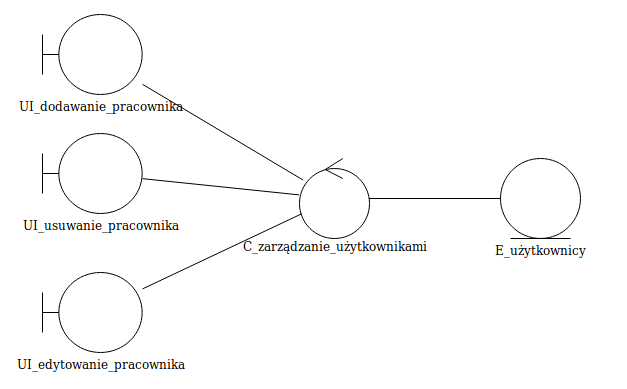 UI_dodawanie_pracownika
UI_usuwanie_pracownika
C_zarządzanie_użytkownikami
E_użytkownicy
UI_edytowanie_pracownika